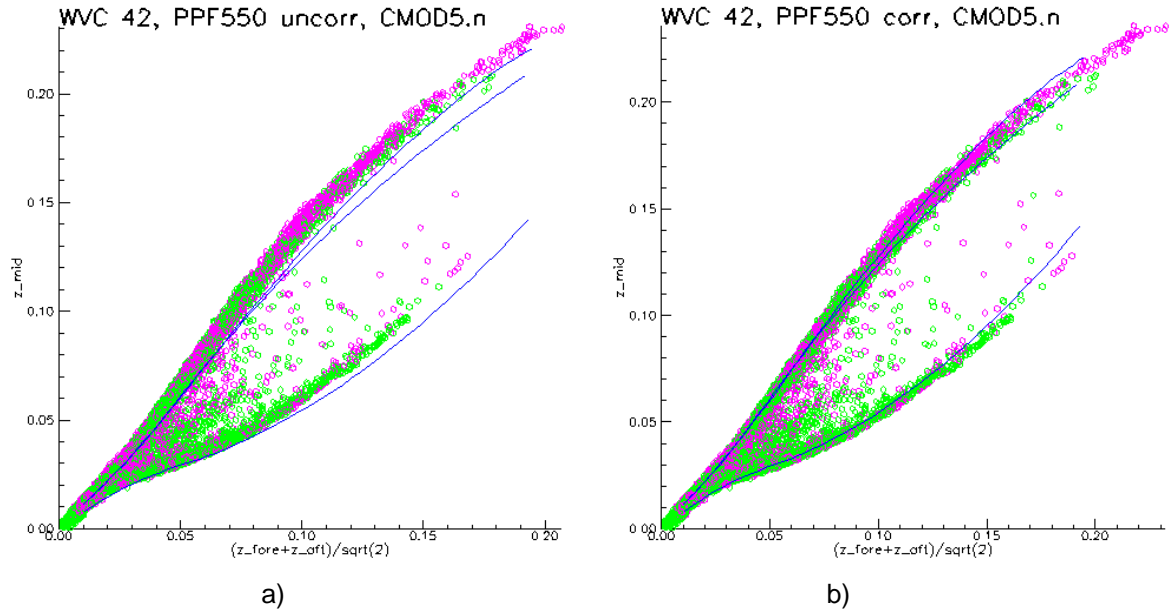 WVC 42, PPF550 uncorr, CMOD5.n
z_mid
0.20
0.15
0.10
0.05
0.00
0.00 0.05 0.10 0.15 0.20
(z_fore+z_aft)/sqrt(2)
a)
WVC 42, PPF550 corr, CMOD5.n
z_mid
0.20
0.15
0.10
0.05
0.00
0.00 0.05 0.10 0.15 0.20
(z_fore+z_aft)/sqrt(2)
b)